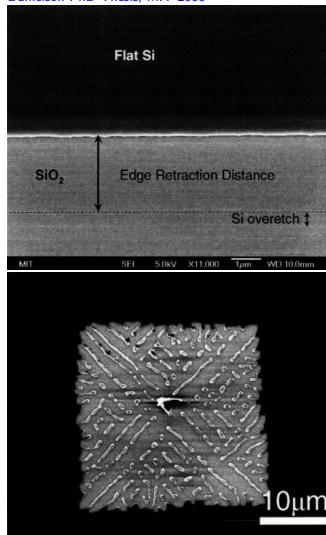 Flat Si
SiO2
Edge Retraction Distance
Si overetch
MIT SEI 5.0kV X11,000 1μm WD 10.0mm
10μm